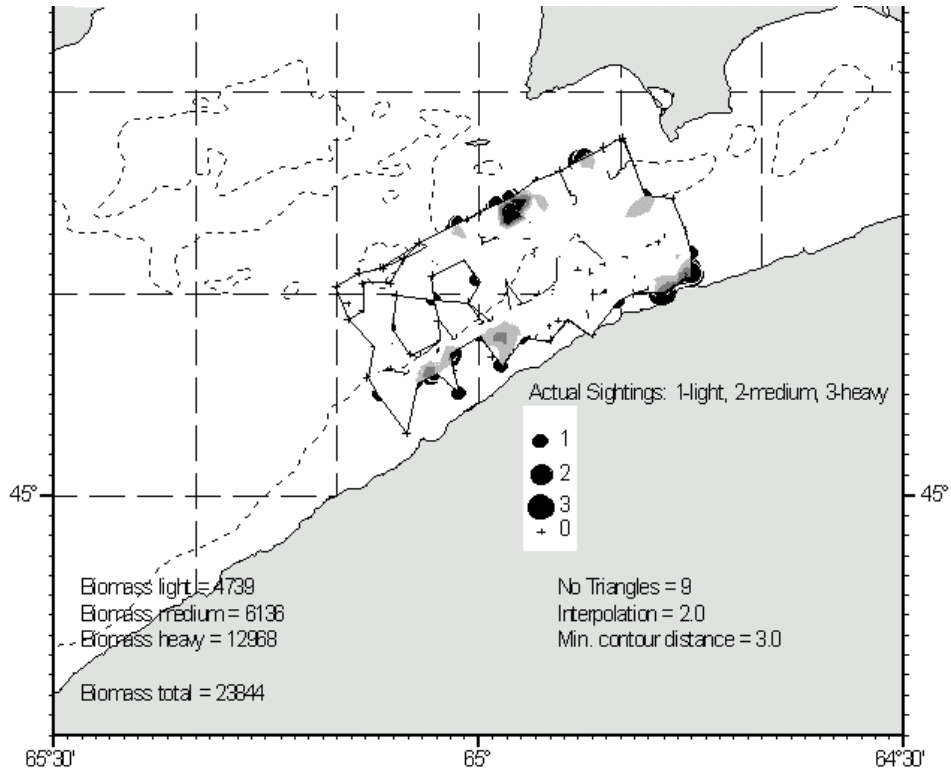 Actual Sightings: 1-light, 2-medium, 3-heavy
1
2
3
0
45°
45°
Biomass light = 4739
Biomass medium = 6136
Biomass heavy = 12968
Biomass total = 23844
No Triangles = 9
Interpolation = 2.0
Min. contour distance = 3.0
65°30'
65°
64°30'